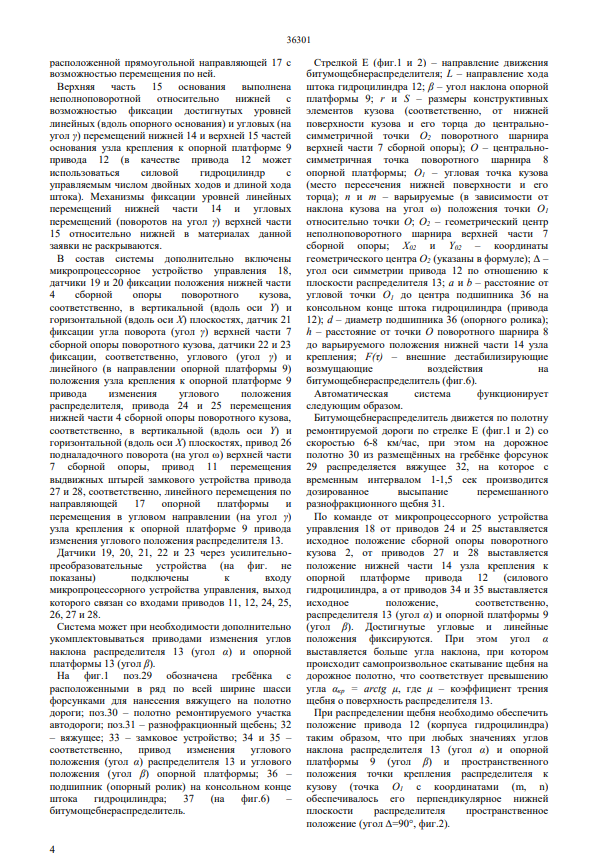 36301
расположенной прямоугольной направляющей 17 с
возможностью перемещения по ней.
Верхняя часть 15 основания выполнена
неполноповоротной относительно нижней с
возможностью фиксации достигнутых уровней
линейных (вдоль опорного основания) и угловых (на
угол γ) перемещений нижней 14 и верхней 15 частей
основания узла крепления к опорной платформе 9
привода 12 (в качестве привода 12 может
использоваться силовой гидроцилиндр с
управляемым числом двойных ходов и длиной хода
штока). Механизмы фиксации уровней линейных
перемещений нижней части 14 и угловых
перемещений (поворотов на угол γ) верхней части
15 относительно нижней в материалах данной
заявки не раскрываются.
В состав системы дополнительно включены
микропроцессорное устройство управления 18,
датчики 19 и 20 фиксации положения нижней части
4 сборной опоры поворотного кузова,
соответственно, в вертикальной (вдоль оси Y) и
горизонтальной (вдоль оси X) плоскостях, датчик 21
фиксации угла поворота (угол γ) верхней части 7
сборной опоры поворотного кузова, датчики 22 и 23
фиксации, соответственно, углового (угол γ) и
линейного (в направлении опорной платформы 9)
положения узла крепления к опорной платформе 9
привода изменения углового положения
распределителя, привода 24 и 25 перемещения
нижней части 4 сборной опоры поворотного кузова,
соответственно, в вертикальной (вдоль оси Y) и
горизонтальной (вдоль оси X) плоскостях, привод 26
подналадочного поворота (на угол ω) верхней части
7 сборной опоры, привод 11 перемещения
выдвижных штырей замкового устройства привода
27 и 28, соответственно, линейного перемещения по
направляющей 17 опорной платформы и
перемещения в угловом направлении (на угол γ)
узла крепления к опорной платформе 9 привода
изменения углового положения распределителя 13.
Датчики 19, 20, 21, 22 и 23 через усилительно-
преобразовательные устройства (на фиг. не
показаны) подключены к входу
микропроцессорного устройства управления, выход
которого связан со входами приводов 11, 12, 24, 25,
26, 27 и 28.
Система может при необходимости дополнительно
укомплектовываться приводами изменения углов
наклона распределителя 13 (угол α) и опорной
платформы 13 (угол β).
На фиг.1 поз.29 обозначена гребёнка с
расположенными в ряд по всей ширине шасси
форсунками для нанесения вяжущего на полотно
дороги; поз.30 – полотно ремонтируемого участка
автодороги; поз.31 – разнофракционный щебень; 32
– вяжущее; 33 – замковое устройство; 34 и 35 –
соответственно, привод изменения углового
положения (угол α) распределителя 13 и углового
положения (угол β) опорной платформы; 36 –
подшипник (опорный ролик) на консольном конце
штока гидроцилиндра; 37 (на фиг.6) –
битумощебнераспределитель.
Стрелкой Е (фиг.1 и 2) – направление движения
битумощебнераспределителя; L – направление хода
штока гидроцилиндра 12; β – угол наклона опорной
платформы 9; r и S – размеры конструктивных
элементов кузова (соответственно, от нижней
поверхности кузова и его торца до центрально-
симметричной точки O2 поворотного шарнира
верхней части 7 сборной опоры); О – центрально-
симметричная точка поворотного шарнира 8
опорной платформы; O1 – угловая точка кузова
(место пересечения нижней поверхности и его
торца); n и m – варьируемые (в зависимости от
наклона кузова на угол ω) положения точки O1
относительно точки O; O2 – геометрический центр
неполноповоротного шарнира верхней части 7
сборной опоры; X02 и Y02 – координаты
геометрического центра O2 (указаны в формуле); Δ –
угол оси симметрии привода 12 по отношению к
плоскости распределителя 13; a и b – расстояние от
угловой точки O1 до центра подшипника 36 на
консольном конце штока гидроцилиндра (привода
12); d – диаметр подшипника 36 (опорного ролика);
h – расстояние от точки O поворотного шарнира 8
до варьируемого положения нижней части 14 узла
крепления; F(τ) – внешние дестабилизирующие
возмущающие воздействия на
битумощебнераспределитель (фиг.6).
Автоматическая система функционирует
следующим образом.
Битумощебнераспределитель движется по полотну
ремонтируемой дороги по стрелке Е (фиг.1 и 2) со
скоростью 6-8 км/час, при этом на дорожное
полотно 30 из размещённых на гребёнке форсунок
29 распределяется вяжущее 32, на которое с
временным интервалом 1-1,5 сек производится
дозированное высыпание перемешанного
разнофракционного щебня 31.
По команде от микропроцессорного устройства
управления 18 от приводов 24 и 25 выставляется
исходное положение сборной опоры поворотного
кузова 2, от приводов 27 и 28 выставляется
положение нижней части 14 узла крепления к
опорной платформе привода 12 (силового
гидроцилиндра, а от приводов 34 и 35 выставляется
исходное положение, соответственно,
распределителя 13 (угол α) и опорной платформы 9
(угол β). Достигнутые угловые и линейные
положения фиксируются. При этом угол α
выставляется больше угла наклона, при котором
происходит самопроизвольное скатывание щебня на
дорожное полотно, что соответствует превышению
угла αкр = arctg μ, где μ – коэффициент трения
щебня о поверхность распределителя 13.
При распределении щебня необходимо обеспечить
положение привода 12 (корпуса гидроцилиндра)
таким образом, что при любых значениях углов
наклона распределителя 13 (угол α) и опорной
платформы 9 (угол β) и пространственного
положения точки крепления распределителя к
кузову (точка O1 с координатами (m, n)
обеспечивалось его перпендикулярное нижней
плоскости распределителя пространственное
положение (угол Δ=90°, фиг.2).
4